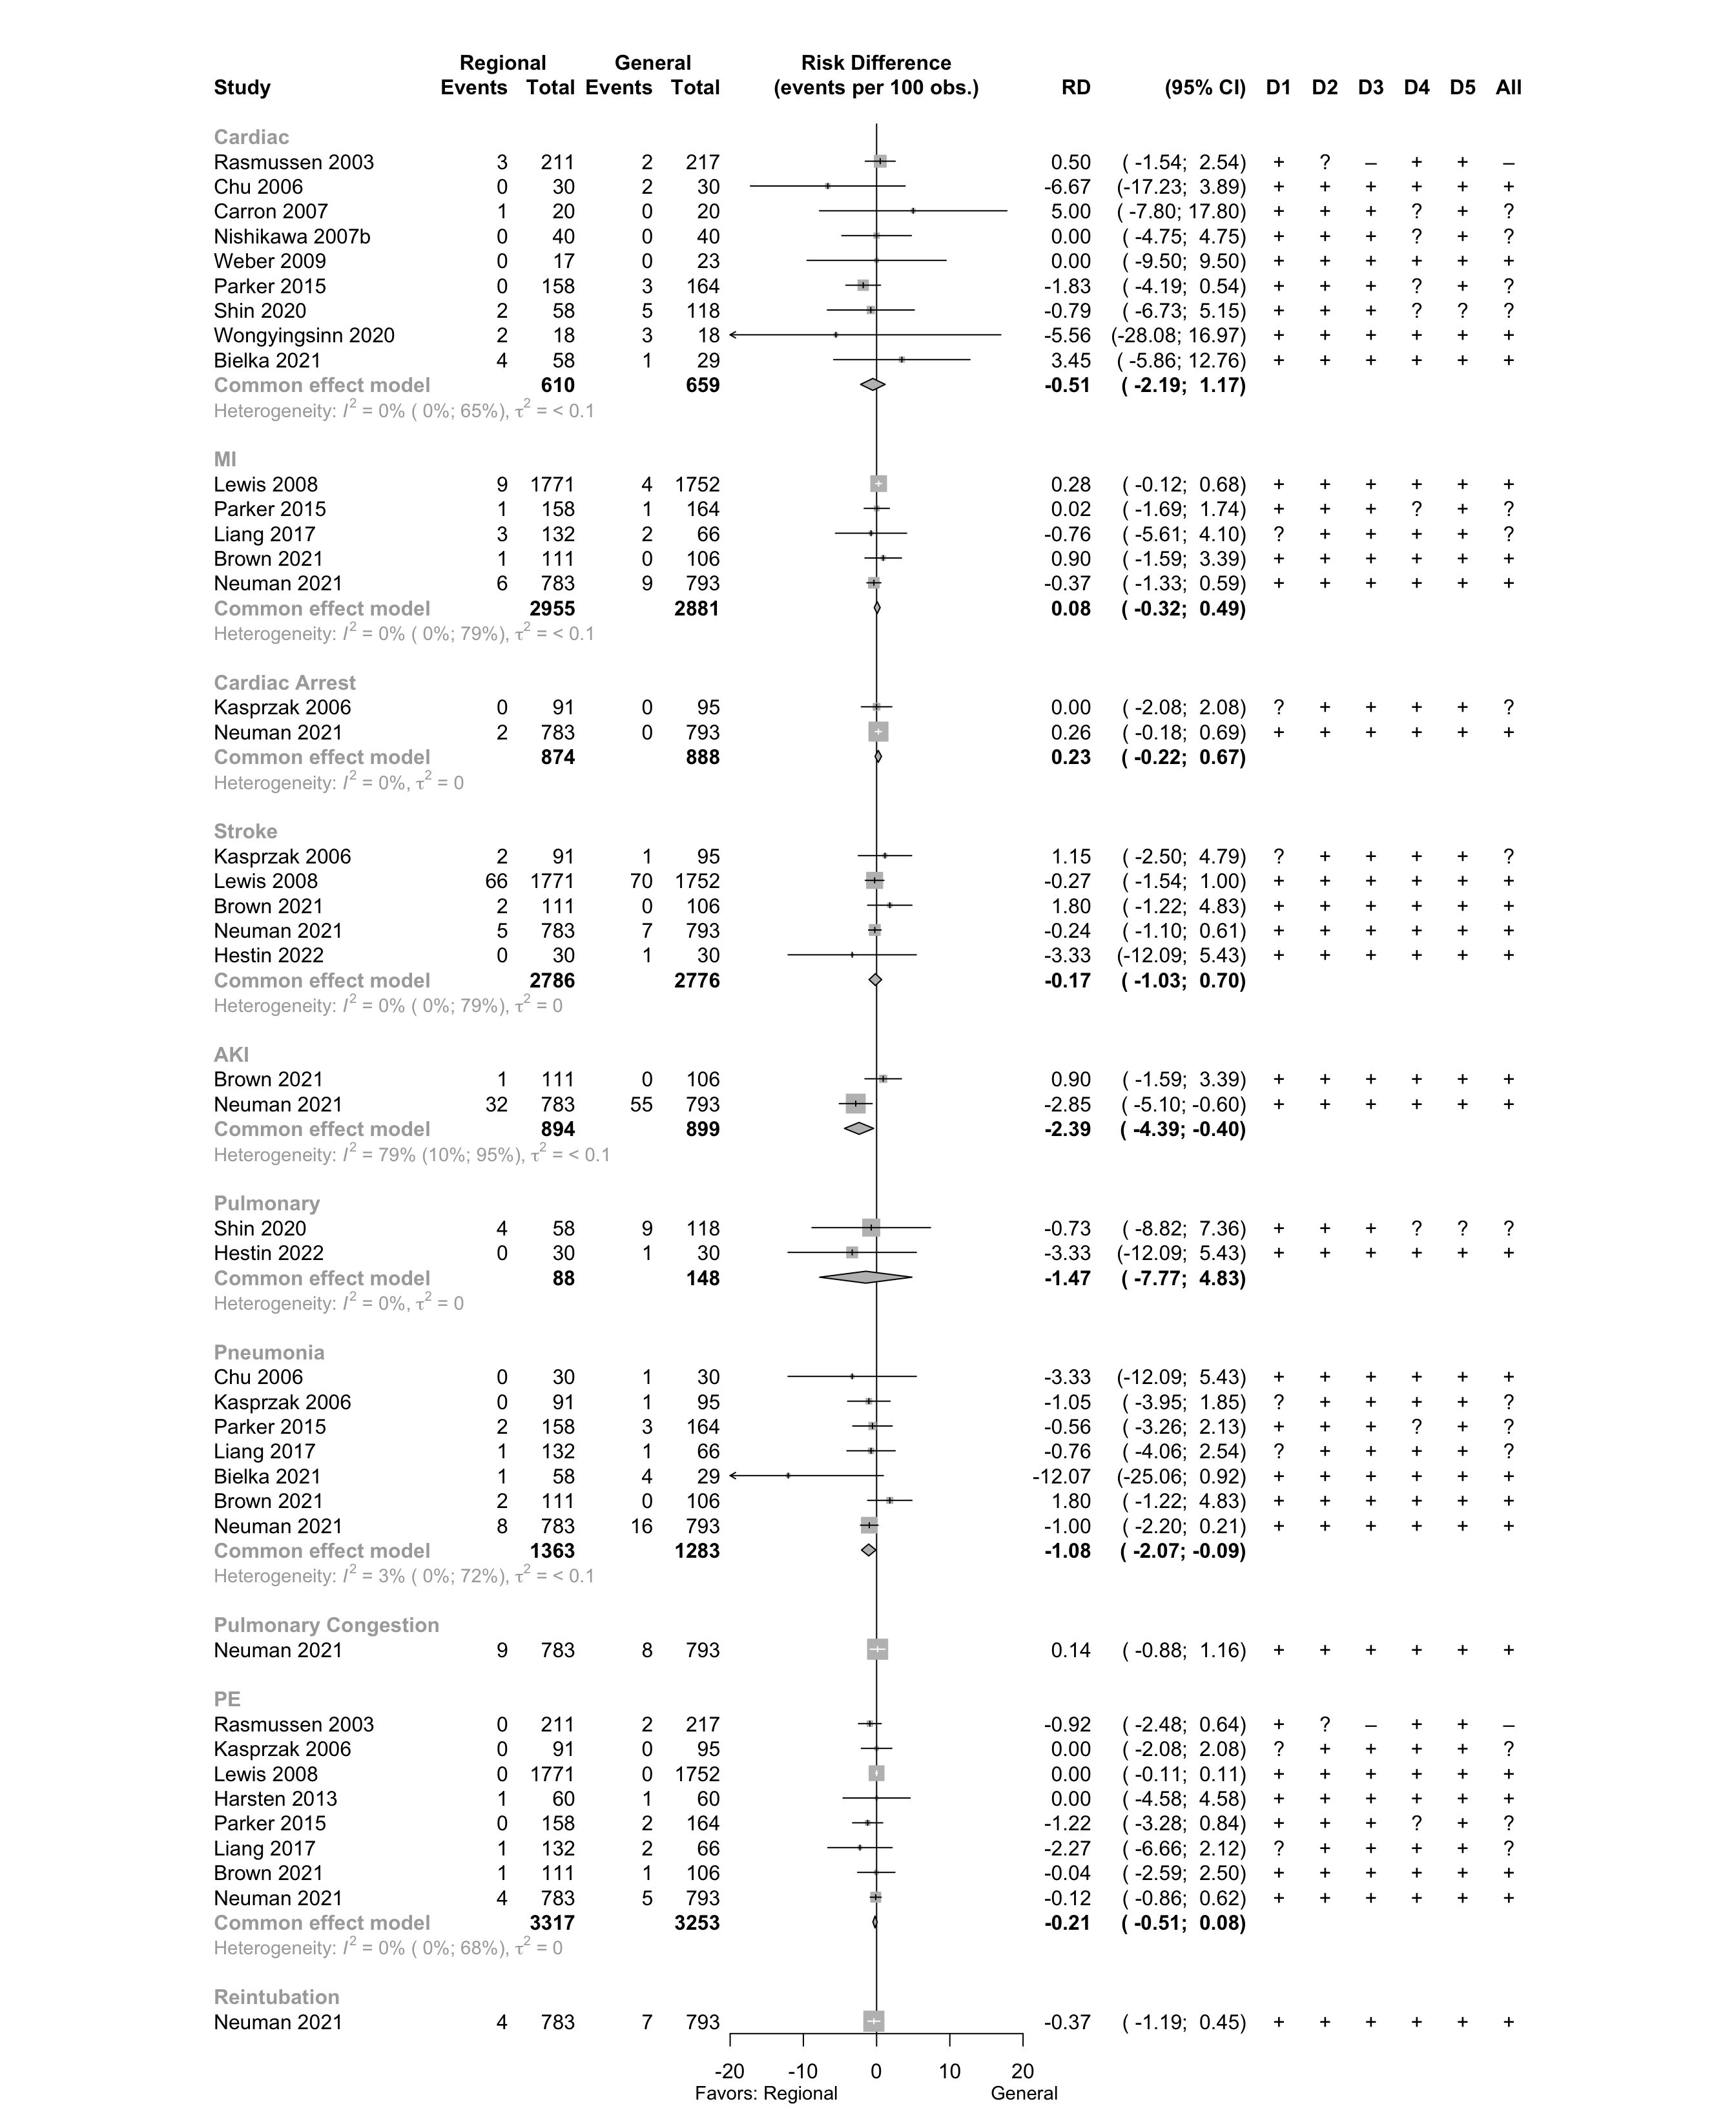 Regional General Risk Difference
Study Events Total Events Total (events per 100 obs.) RD (95% CI) D1 D2 D3 D4 D5 All
Cardiac
Rasmussen 2003 3 211 2 217 0.50 ( -1.54; 2.54) + ? – + + –
Chu 2006 0 30 2 30 -6.67 (-17.23; 3.89) + + + + + +
Carron 2007 1 20 0 20 5.00 ( -7.80; 17.80) + + + ? + ?
Nishikawa 2007b 0 40 0 40 0.00 ( -4.75; 4.75) + + + ? + ?
Weber 2009 0 17 0 23 0.00 ( -9.50; 9.50) + + + + + +
Parker 2015 0 158 3 164 -1.83 ( -4.19; 0.54) + + + ? + ?
Shin 2020 2 58 5 118 -0.79 ( -6.73; 5.15) + + + ? ? ?
Wongyingsinn 2020 2 18 3 18 -5.56 (-28.08; 16.97) + + + + + +
Bielka 2021 4 58 1 29 3.45 ( -5.86; 12.76) + + + + + +
Common effect model 610 659 -0.51 ( -2.19; 1.17)
Heterogeneity: I² = 0% ( 0%; 65%), τ² = < 0.1
MI
Lewis 2008 9 1771 4 1752 0.28 ( -0.12; 0.68) + + + + + +
Parker 2015 1 158 1 164 0.02 ( -1.69; 1.74) + + + ? + ?
Liang 2017 3 132 2 66 -0.76 ( -5.61; 4.10) ? + + + + ?
Brown 2021 1 111 0 106 0.90 ( -1.59; 3.39) + + + + + +
Neuman 2021 6 783 9 793 -0.37 ( -1.33; 0.59) + + + + + +
Common effect model 2955 2881 0.08 ( -0.32; 0.49)
Heterogeneity: I² = 0% ( 0%; 79%), τ² = < 0.1
Cardiac Arrest
Kasprzak 2006 0 91 0 95 0.00 ( -2.08; 2.08) ? + + + + ?
Neuman 2021 2 783 0 793 0.26 ( -0.18; 0.69) + + + + + +
Common effect model 874 888 0.23 ( -0.22; 0.67)
Heterogeneity: I² = 0%, τ² = 0
Stroke
Kasprzak 2006 2 91 1 95 1.15 ( -2.50; 4.79) ? + + + + ?
Lewis 2008 66 1771 70 1752 -0.27 ( -1.54; 1.00) + + + + + +
Brown 2021 2 111 0 106 1.80 ( -1.22; 4.83) + + + + + +
Neuman 2021 5 783 7 793 -0.24 ( -1.10; 0.61) + + + + + +
Hestin 2022 0 30 1 30 -3.33 (-12.09; 5.43) + + + + + +
Common effect model 2786 2776 -0.17 ( -1.03; 0.70)
Heterogeneity: I² = 0% ( 0%; 79%), τ² = 0
AKI
Brown 2021 1 111 0 106 0.90 ( -1.59; 3.39) + + + + + +
Neuman 2021 32 783 55 793 -2.85 ( -5.10; -0.60) + + + + + +
Common effect model 894 899 -2.39 ( -4.39; -0.40)
Heterogeneity: I² = 79% (10%; 95%), τ² = < 0.1
Pulmonary
Shin 2020 4 58 9 118 -0.73 ( -8.82; 7.36) + + + ? ? ?
Hestin 2022 0 30 1 30 -3.33 (-12.09; 5.43) + + + + + +
Common effect model 88 148 -1.47 ( -7.77; 4.83)
Heterogeneity: I² = 0%, τ² = 0
Pneumonia
Chu 2006 0 30 1 30 -3.33 (-12.09; 5.43) + + + + + +
Kasprzak 2006 0 91 1 95 -1.05 ( -3.95; 1.85) ? + + + + ?
Parker 2015 2 158 3 164 -0.56 ( -3.26; 2.13) + + + ? + ?
Liang 2017 1 132 1 66 -0.76 ( -4.06; 2.54) ? + + + + ?
Bielka 2021 1 58 4 29 -12.07 (-25.06; 0.92) + + + + + +
Brown 2021 2 111 0 106 1.80 ( -1.22; 4.83) + + + + + +
Neuman 2021 8 783 16 793 -1.00 ( -2.20; 0.21) + + + + + +
Common effect model 1363 1283 -1.08 ( -2.07; -0.09)
Heterogeneity: I² = 3% ( 0%; 72%), τ² = < 0.1
Pulmonary Congestion
Neuman 2021 9 783 8 793 0.14 ( -0.88; 1.16) + + + + + +
PE
Rasmussen 2003 0 211 2 217 -0.92 ( -2.48; 0.64) + ? – + + –
Kasprzak 2006 0 91 0 95 0.00 ( -2.08; 2.08) ? + + + + ?
Lewis 2008 0 1771 0 1752 0.00 ( -0.11; 0.11) + + + + + +
Harsten 2013 1 60 1 60 0.00 ( -4.58; 4.58) + + + + + +
Parker 2015 0 158 2 164 -1.22 ( -3.28; 0.84) + + + ? + ?
Liang 2017 1 132 2 66 -2.27 ( -6.66; 2.12) ? + + + + ?
Brown 2021 1 111 1 106 -0.04 ( -2.59; 2.50) + + + + + +
Neuman 2021 4 783 5 793 -0.12 ( -0.86; 0.62) + + + + + +
Common effect model 3317 3253 -0.21 ( -0.51; 0.08)
Heterogeneity: I² = 0% ( 0%; 68%), τ² = 0
Reintubation
Neuman 2021 4 783 7 793 -0.37 ( -1.19; 0.45) + + + + + +
-20 -10 0 10 20
Favors: Regional General